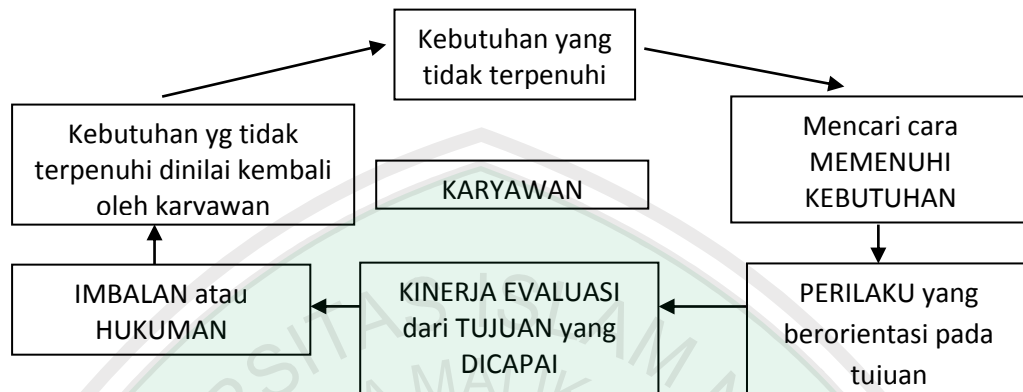 Kebutuhan yang
tidak terpenuhi
Kebutuhan yg tidak
terpenuhi dinilai kembali
oleh karyawan
Mencari cara
MEMENUHI
KEBUTUHAN
KARYAWAN
IMBALAN atau
HUKUMAN
KINERJA EVALUASI
dari TUJUAN yang
DICAPAI
PERILAKU yang
berorientasi pada
tujuan